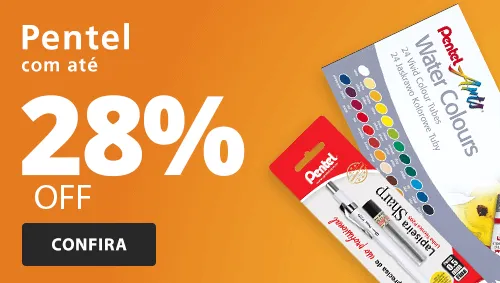 Pentel
com até
28%
OFF
CONFIRA
Pentel Arts
Water Colours
24 Vivid Colour Tubes
24 Jaskrawo Kolorowe Tuby
Pentel
Lapiseira Sharp